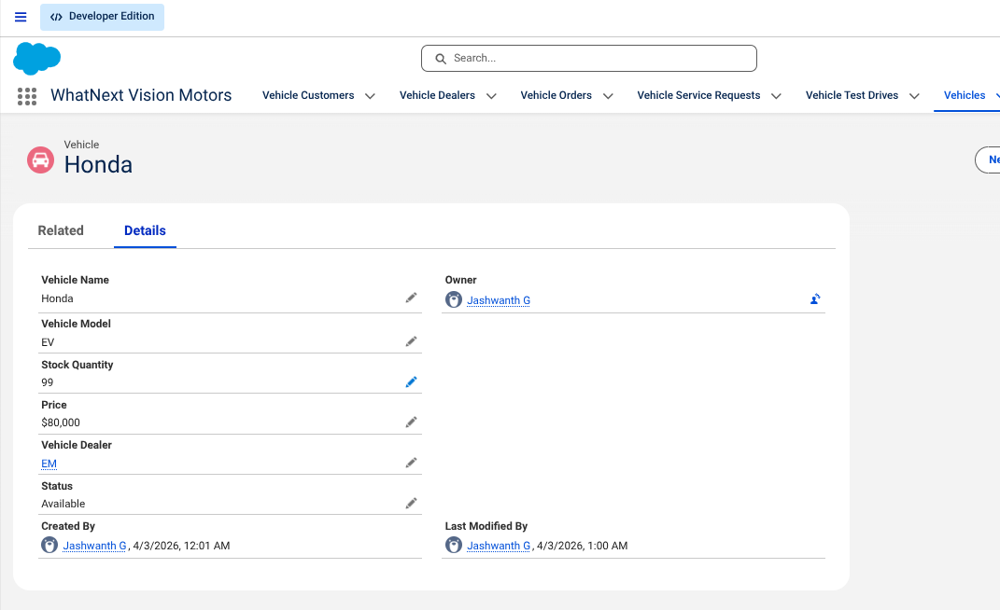 </> Developer Edition
Search...
WhatNext Vision Motors Vehicle Customers Vehicle Dealers Vehicle Orders Vehicle Service Requests Vehicle Test Drives Vehicles
Vehicle
Honda
Ne
Related Details
Vehicle Name
Honda
Owner
Jashwanth G
Vehicle Model
EV
Stock Quantity
99
Price
$80,000
Vehicle Dealer
EM
Status
Available
Created By
Jashwanth G, 4/3/2026, 12:01 AM
Last Modified By
Jashwanth G, 4/3/2026, 1:00 AM